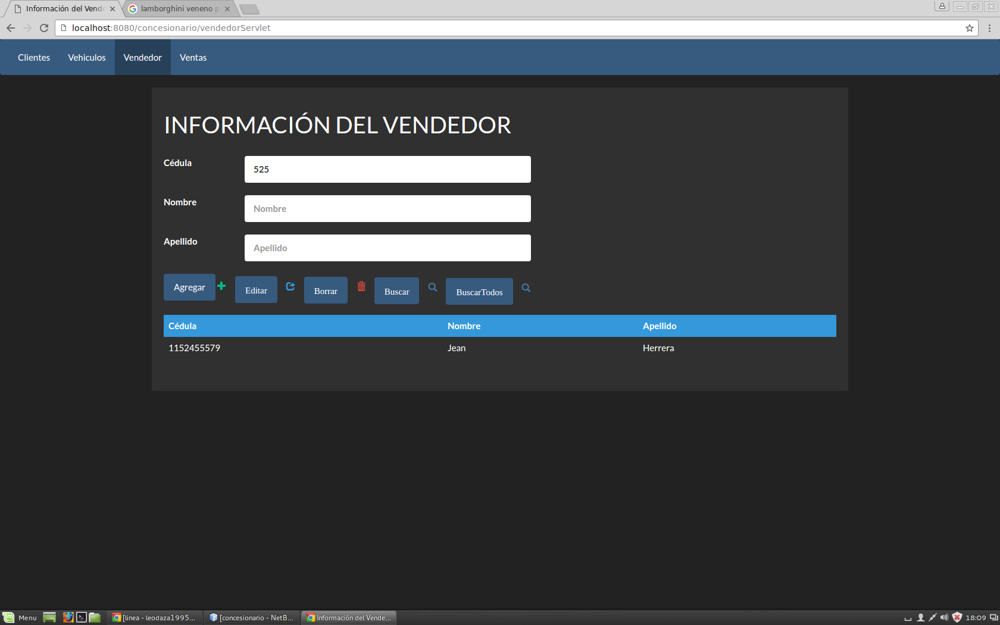 Información del Vende
lamborghini veneno p
localhost:8080/concesionario/vendedorServlet
Clientes Vehiculos Vendedor Ventas
INFORMACIÓN DEL VENDEDOR
Cédula 525
Nombre Nombre
Apellido Apellido
Agregar Editar Borrar Buscar BuscarTodos
Cédula Nombre Apellido
1152455579 Jean Herrera
Menu [linea - leodaza1995... [concesionario - NetB... Información del Vende... 18:09